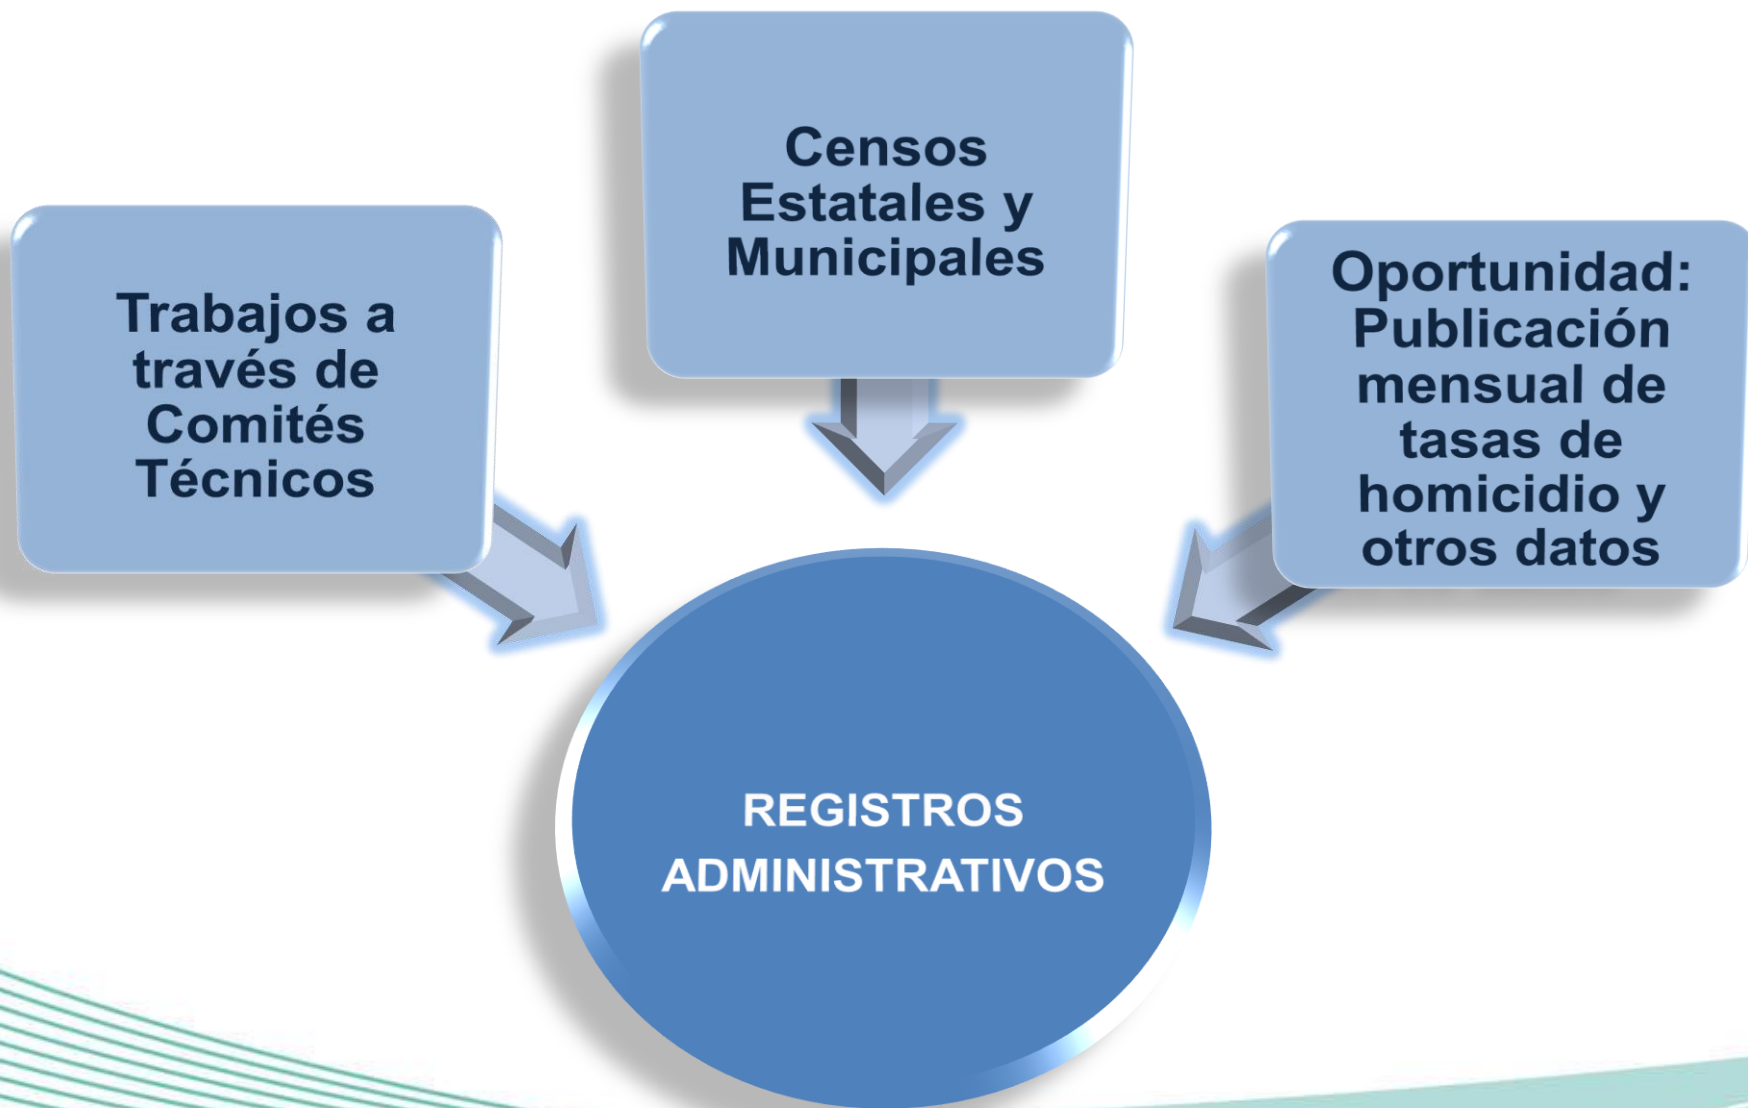 Trabajos a
través de
Comités
Técnicos
Censos
Estatales y
Municipales
Oportunidad:
Publicación
mensual de
tasas de
homicidio y
otros datos
REGISTROS
ADMINISTRATIVOS